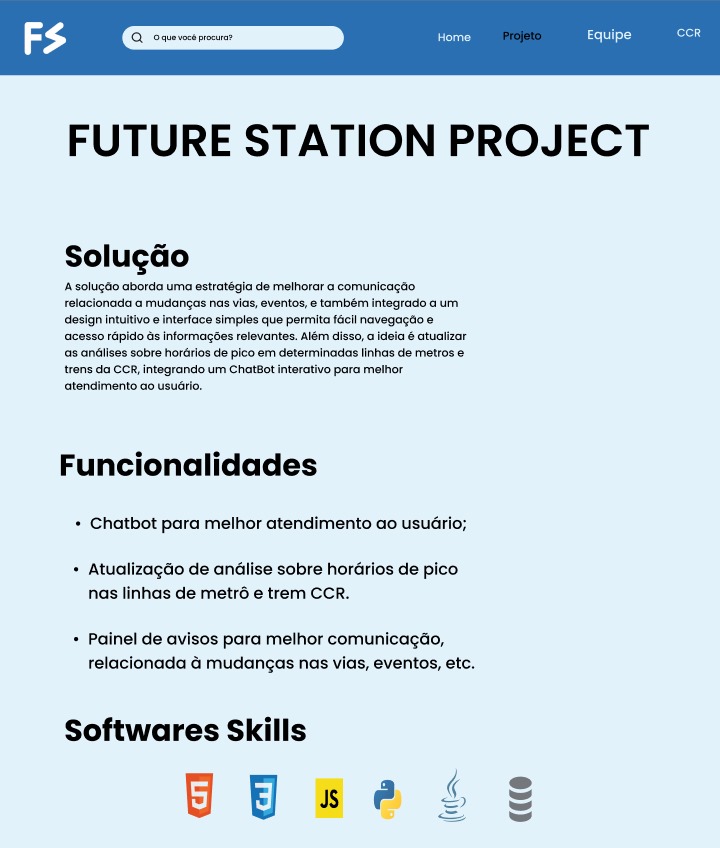 FS
O que você procura?
Home
Projeto
Equipe
CCR
FUTURE STATION PROJECT
Solução
A solução aborda uma estratégia de melhorar a comunicação
relacionada a mudanças nas vias, eventos, e também integrado a um
design intuitivo e interface simples que permita fácil navegação e
acesso rápido às informações relevantes. Além disso, a ideia é atualizar
as análises sobre horários de pico em determinadas linhas de metros e
trens da CCR, integrando um ChatBot interativo para melhor
atendimento ao usuário.
Funcionalidades
• Chatbot para melhor atendimento ao usuário;
• Atualização de análise sobre horários de pico
nas linhas de metrô e trem CCR.
• Painel de avisos para melhor comunicação,
relacionada à mudanças nas vias, eventos, etc.
Softwares Skills
5
3
JS